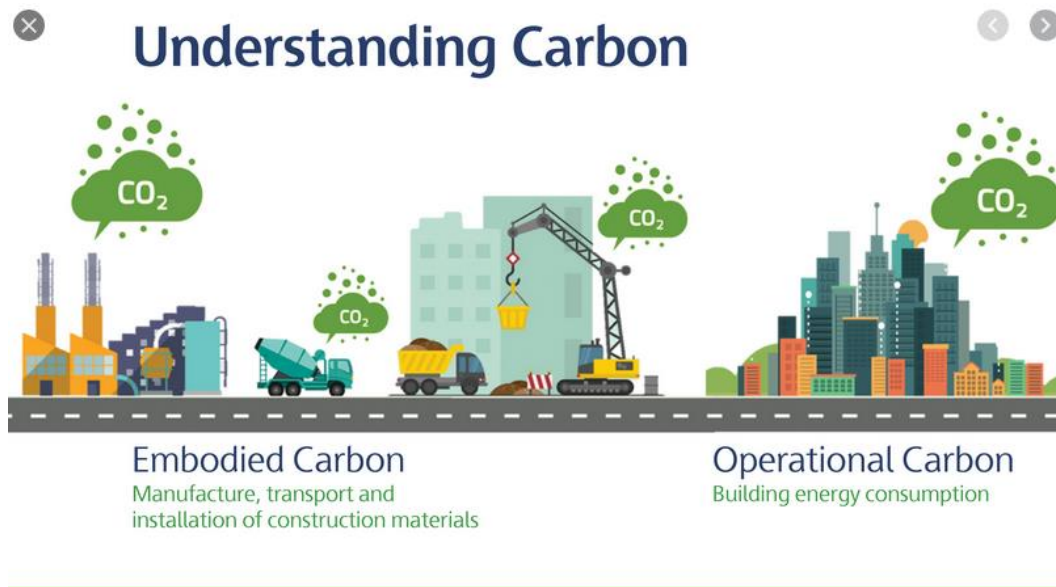 Understanding Carbon
CO₂
CO₂
CO₂
CO₂
Embodied Carbon
Manufacture, transport and
installation of construction materials
Operational Carbon
Building energy consumption